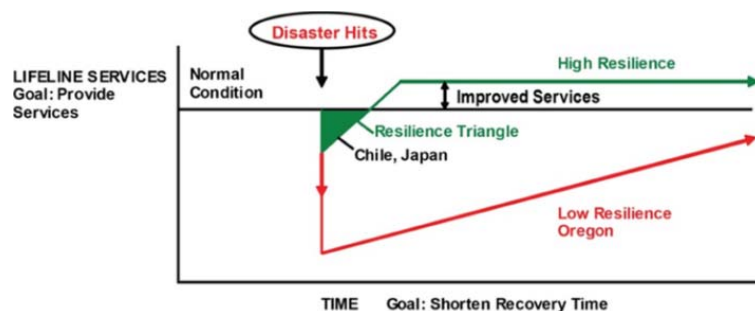 Disaster Hits
LIFELINE SERVICES
Goal: Provide
Services
Normal
Condition
High Resilience
Improved Services
Resilience Triangle
Chile, Japan
Low Resilience
Oregon
TIME Goal: Shorten Recovery Time